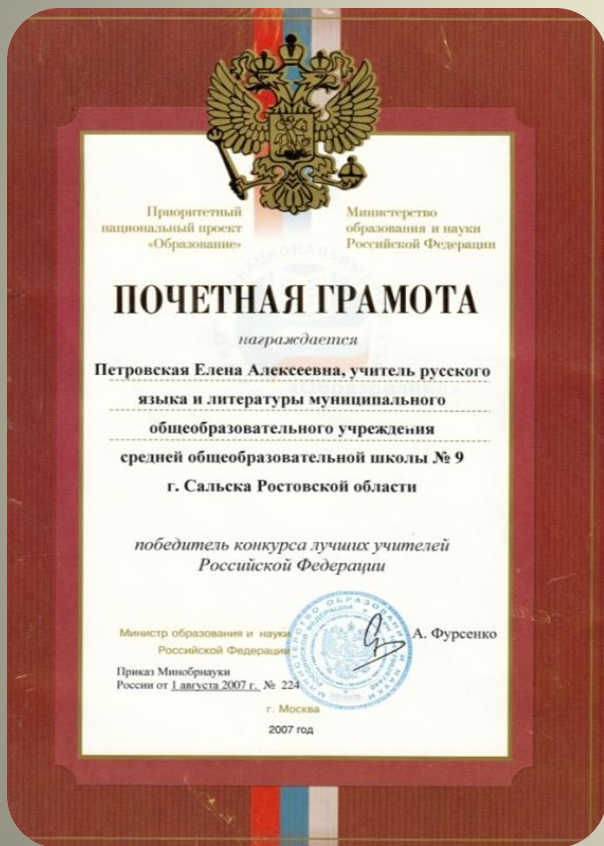 Приоритетный
национальный проект
«Образование»
Министерство
образования и науки
Российской Федерации
ПОЧЕТНАЯ ГРАМОТА
награждается
Петровская Елена Алексеевна, учитель русского
языка и литературы муниципального
общеобразовательного учреждения
средней общеобразовательной школы № 9
г. Сальска Ростовской области
победитель конкурса лучших учителей
Российской Федерации
Министр образования и науки
Российской Федерации
А. Фурсенко
Приказ Минобрнауки
России от 1 августа 2007 г. № 224
г. Москва
2007 год